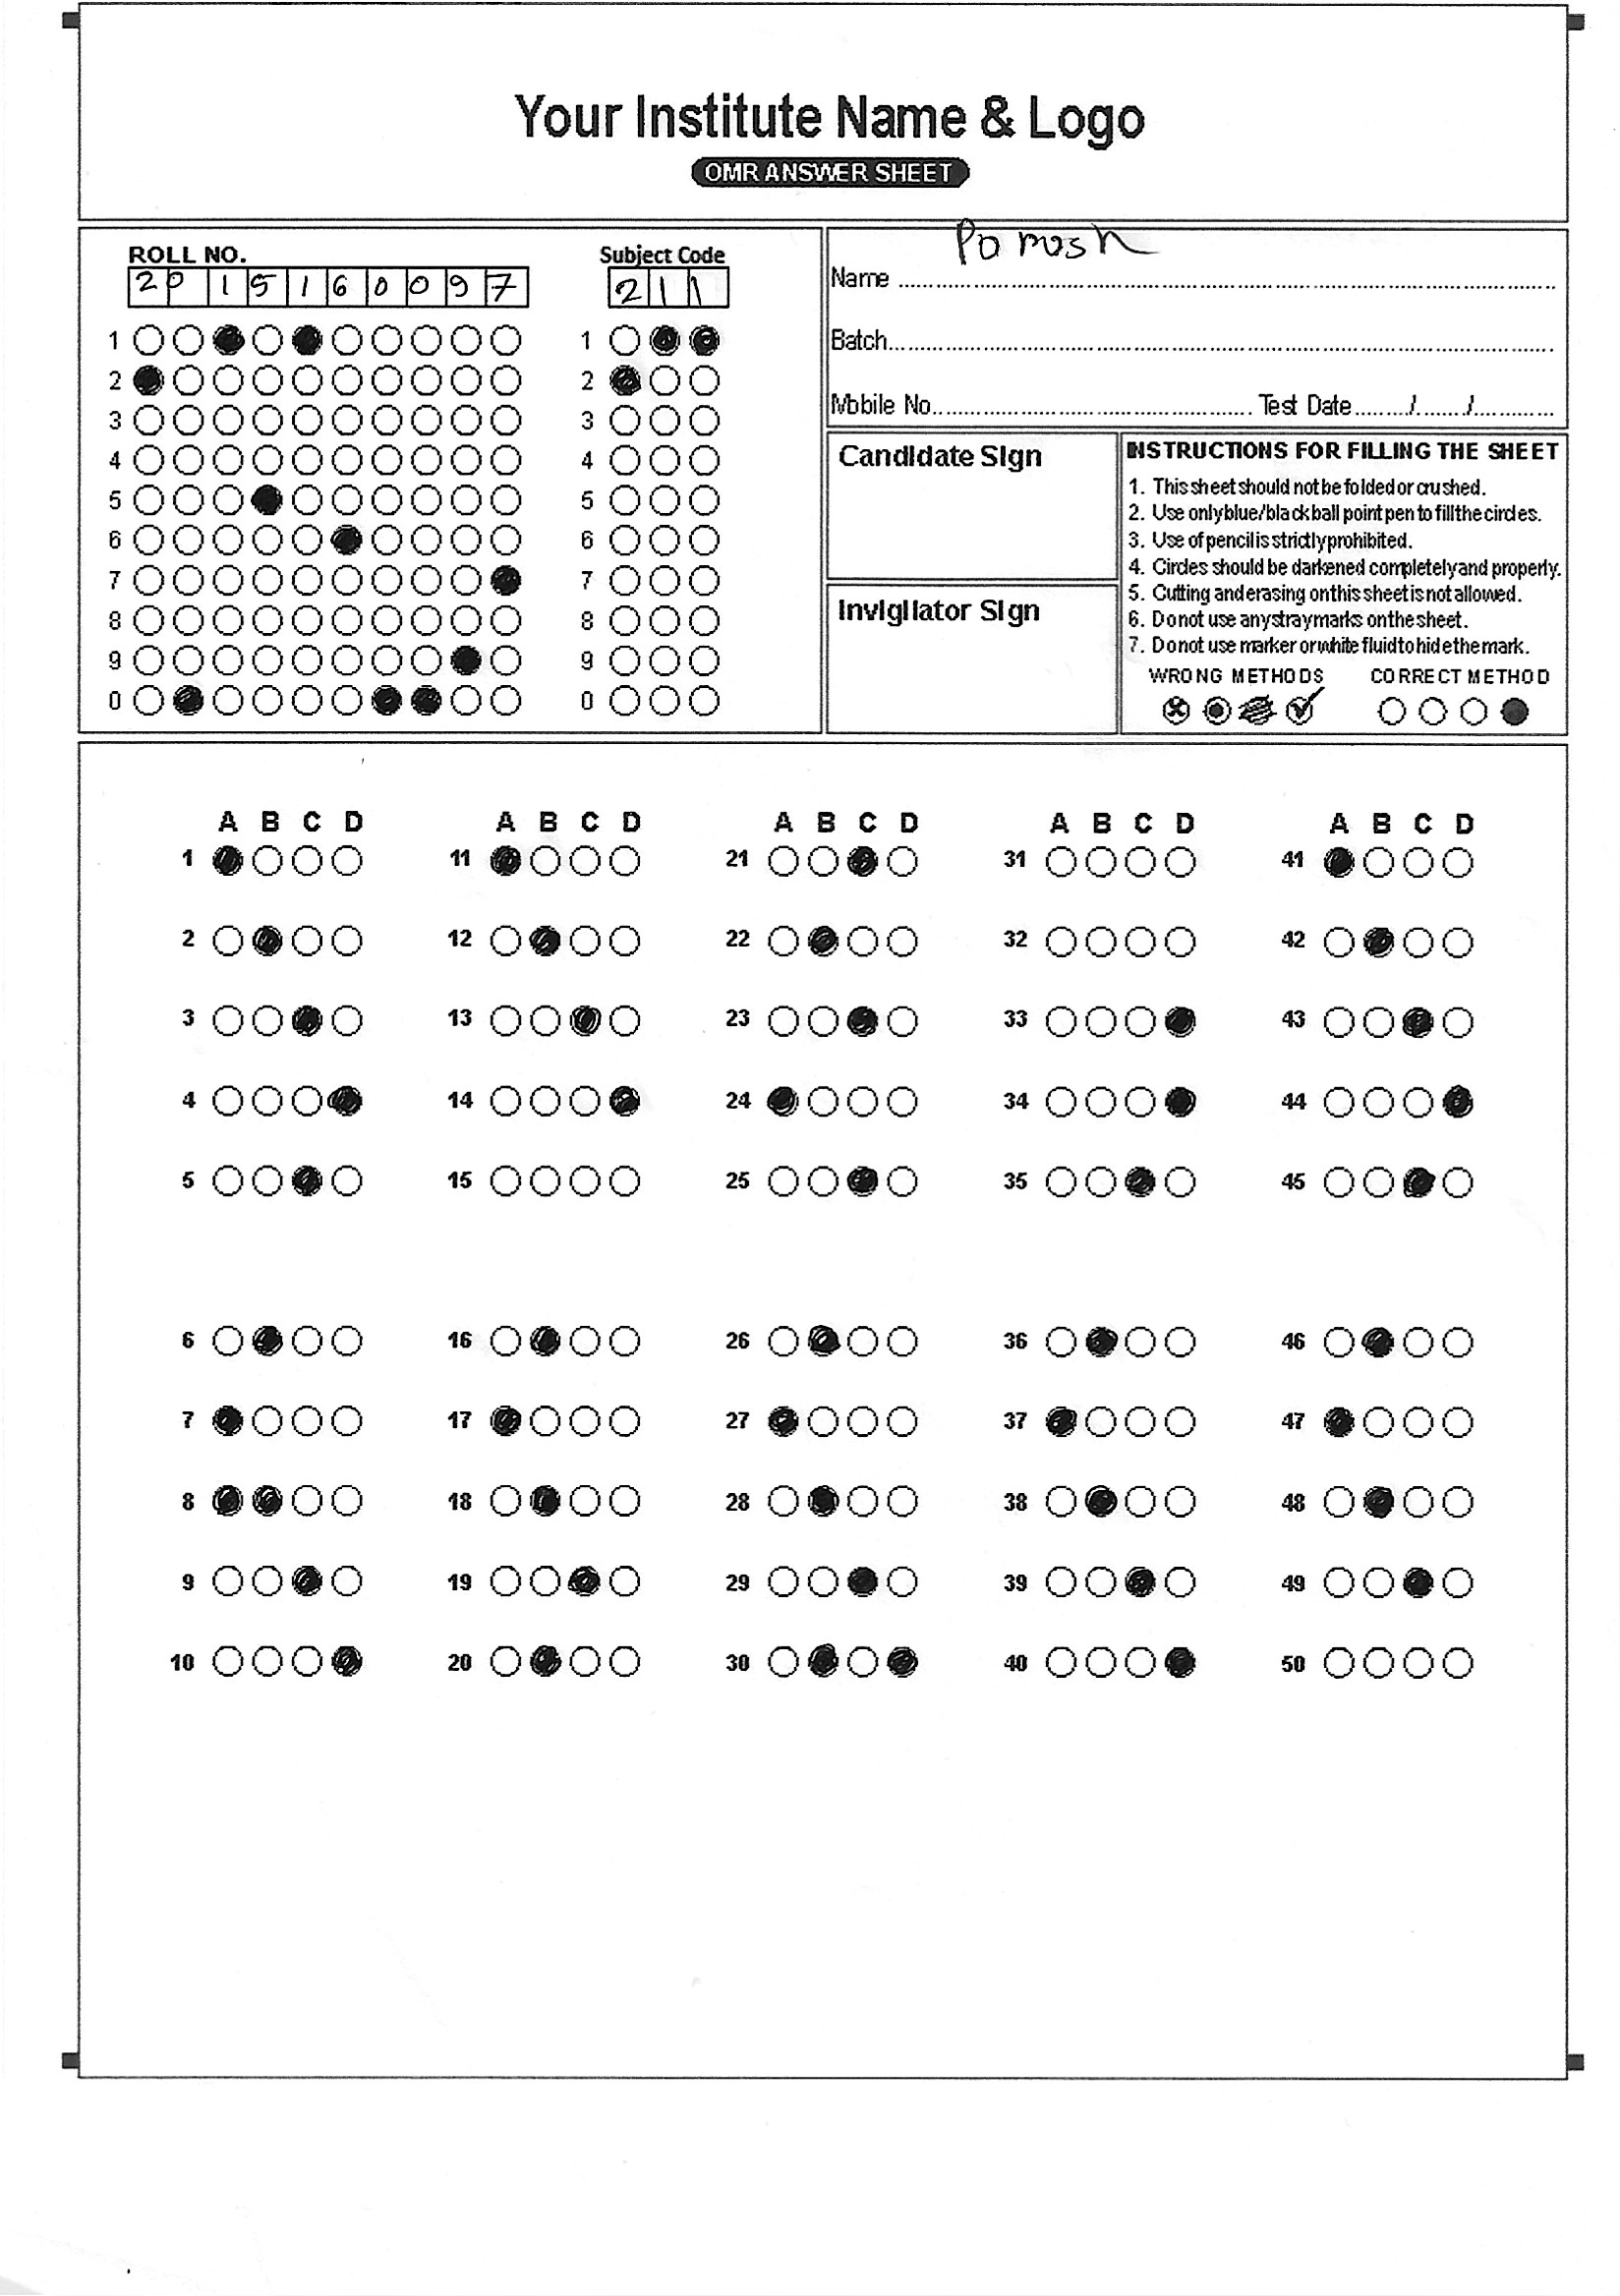 Your Institute Name & Logo
OMR ANSWER SHEET
ROLL NO.
2 0 1 5 1 6 0 0 9 7
Subject Code
2 1 1
1
2
3
4
5
6
7
8
9
0
1
2
3
4
5
6
7
8
9
0
Name
Batch
Mobile No. Test Date / /
Candidate Sign
Invigilator Sign
INSTRUCTIONS FOR FILLING THE SHEET
1. This sheet should not be folded or crushed.
2. Use only blue/black ball point pen to fill the circles.
3. Use of pencil is strictly prohibited.
4. Circles should be darkened completely and properly.
5. Cutting and erasing on this sheet is not allowed.
6. Do not use any stray marks on the sheet.
7. Do not use marker or white fluid to hide the mark.
WRONG METHODS CORRECT METHOD
A B C D A B C D A B C D A B C D A B C D
1 11 21 31 41
2 12 22 32 42
3 13 23 33 43
4 14 24 34 44
5 15 25 35 45
6 16 26 36 46
7 17 27 37 47
8 18 28 38 48
9 19 29 39 49
10 20 30 40 50